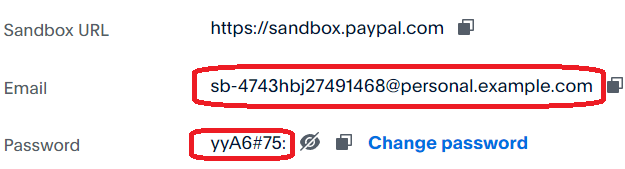 Sandbox URL https://sandbox.paypal.com
Email sb-4743hbj27491468@personal.example.com
Password yyA6#75: Change password